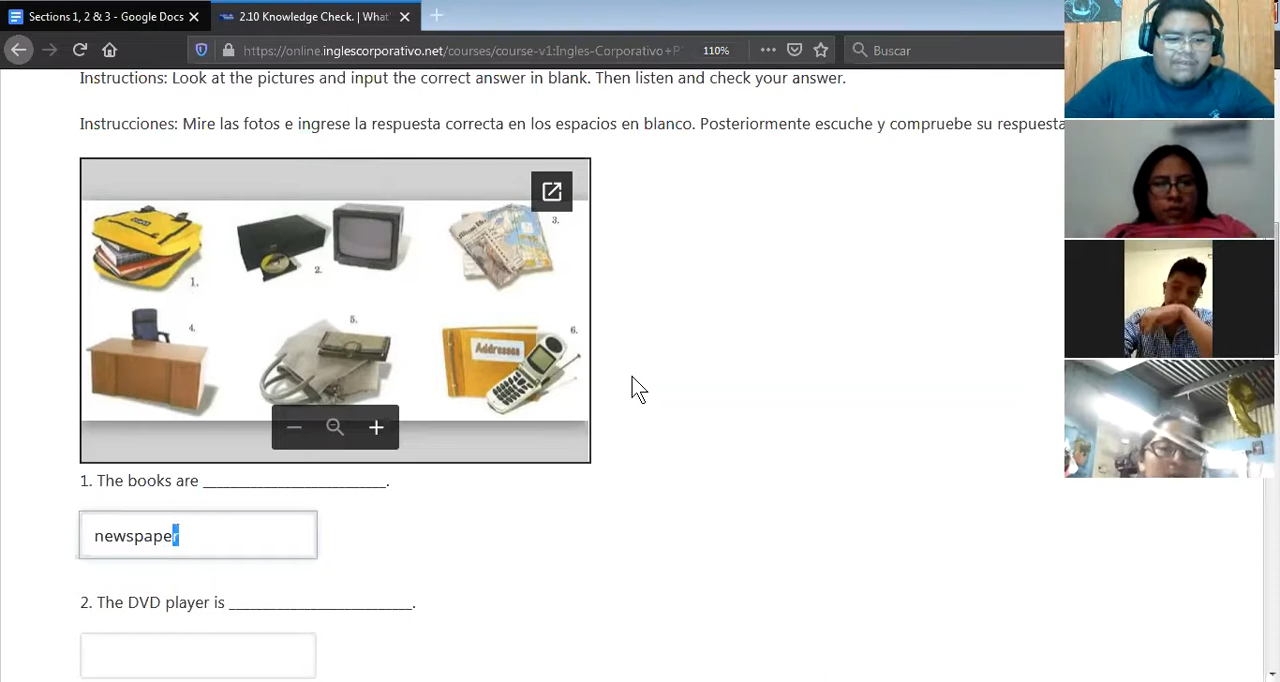 Sections 1, 2 & 3 - Google Docs
2.10 Knowledge Check. | What'
https://online.inglescorporativo.net/courses/course-v1:Ingles-Corporativo+P
110%
Buscar
Instructions: Look at the pictures and input the correct answer in blank. Then listen and check your answer.
Instrucciones: Mire las fotos e ingrese la respuesta correcta en los espacios en blanco. Posteriormente escuche y compruebe su respuesta
1.
2.
3.
4.
5.
6.
Addresses
1. The books are ________________________.
newspaper
2. The DVD player is ________________________.